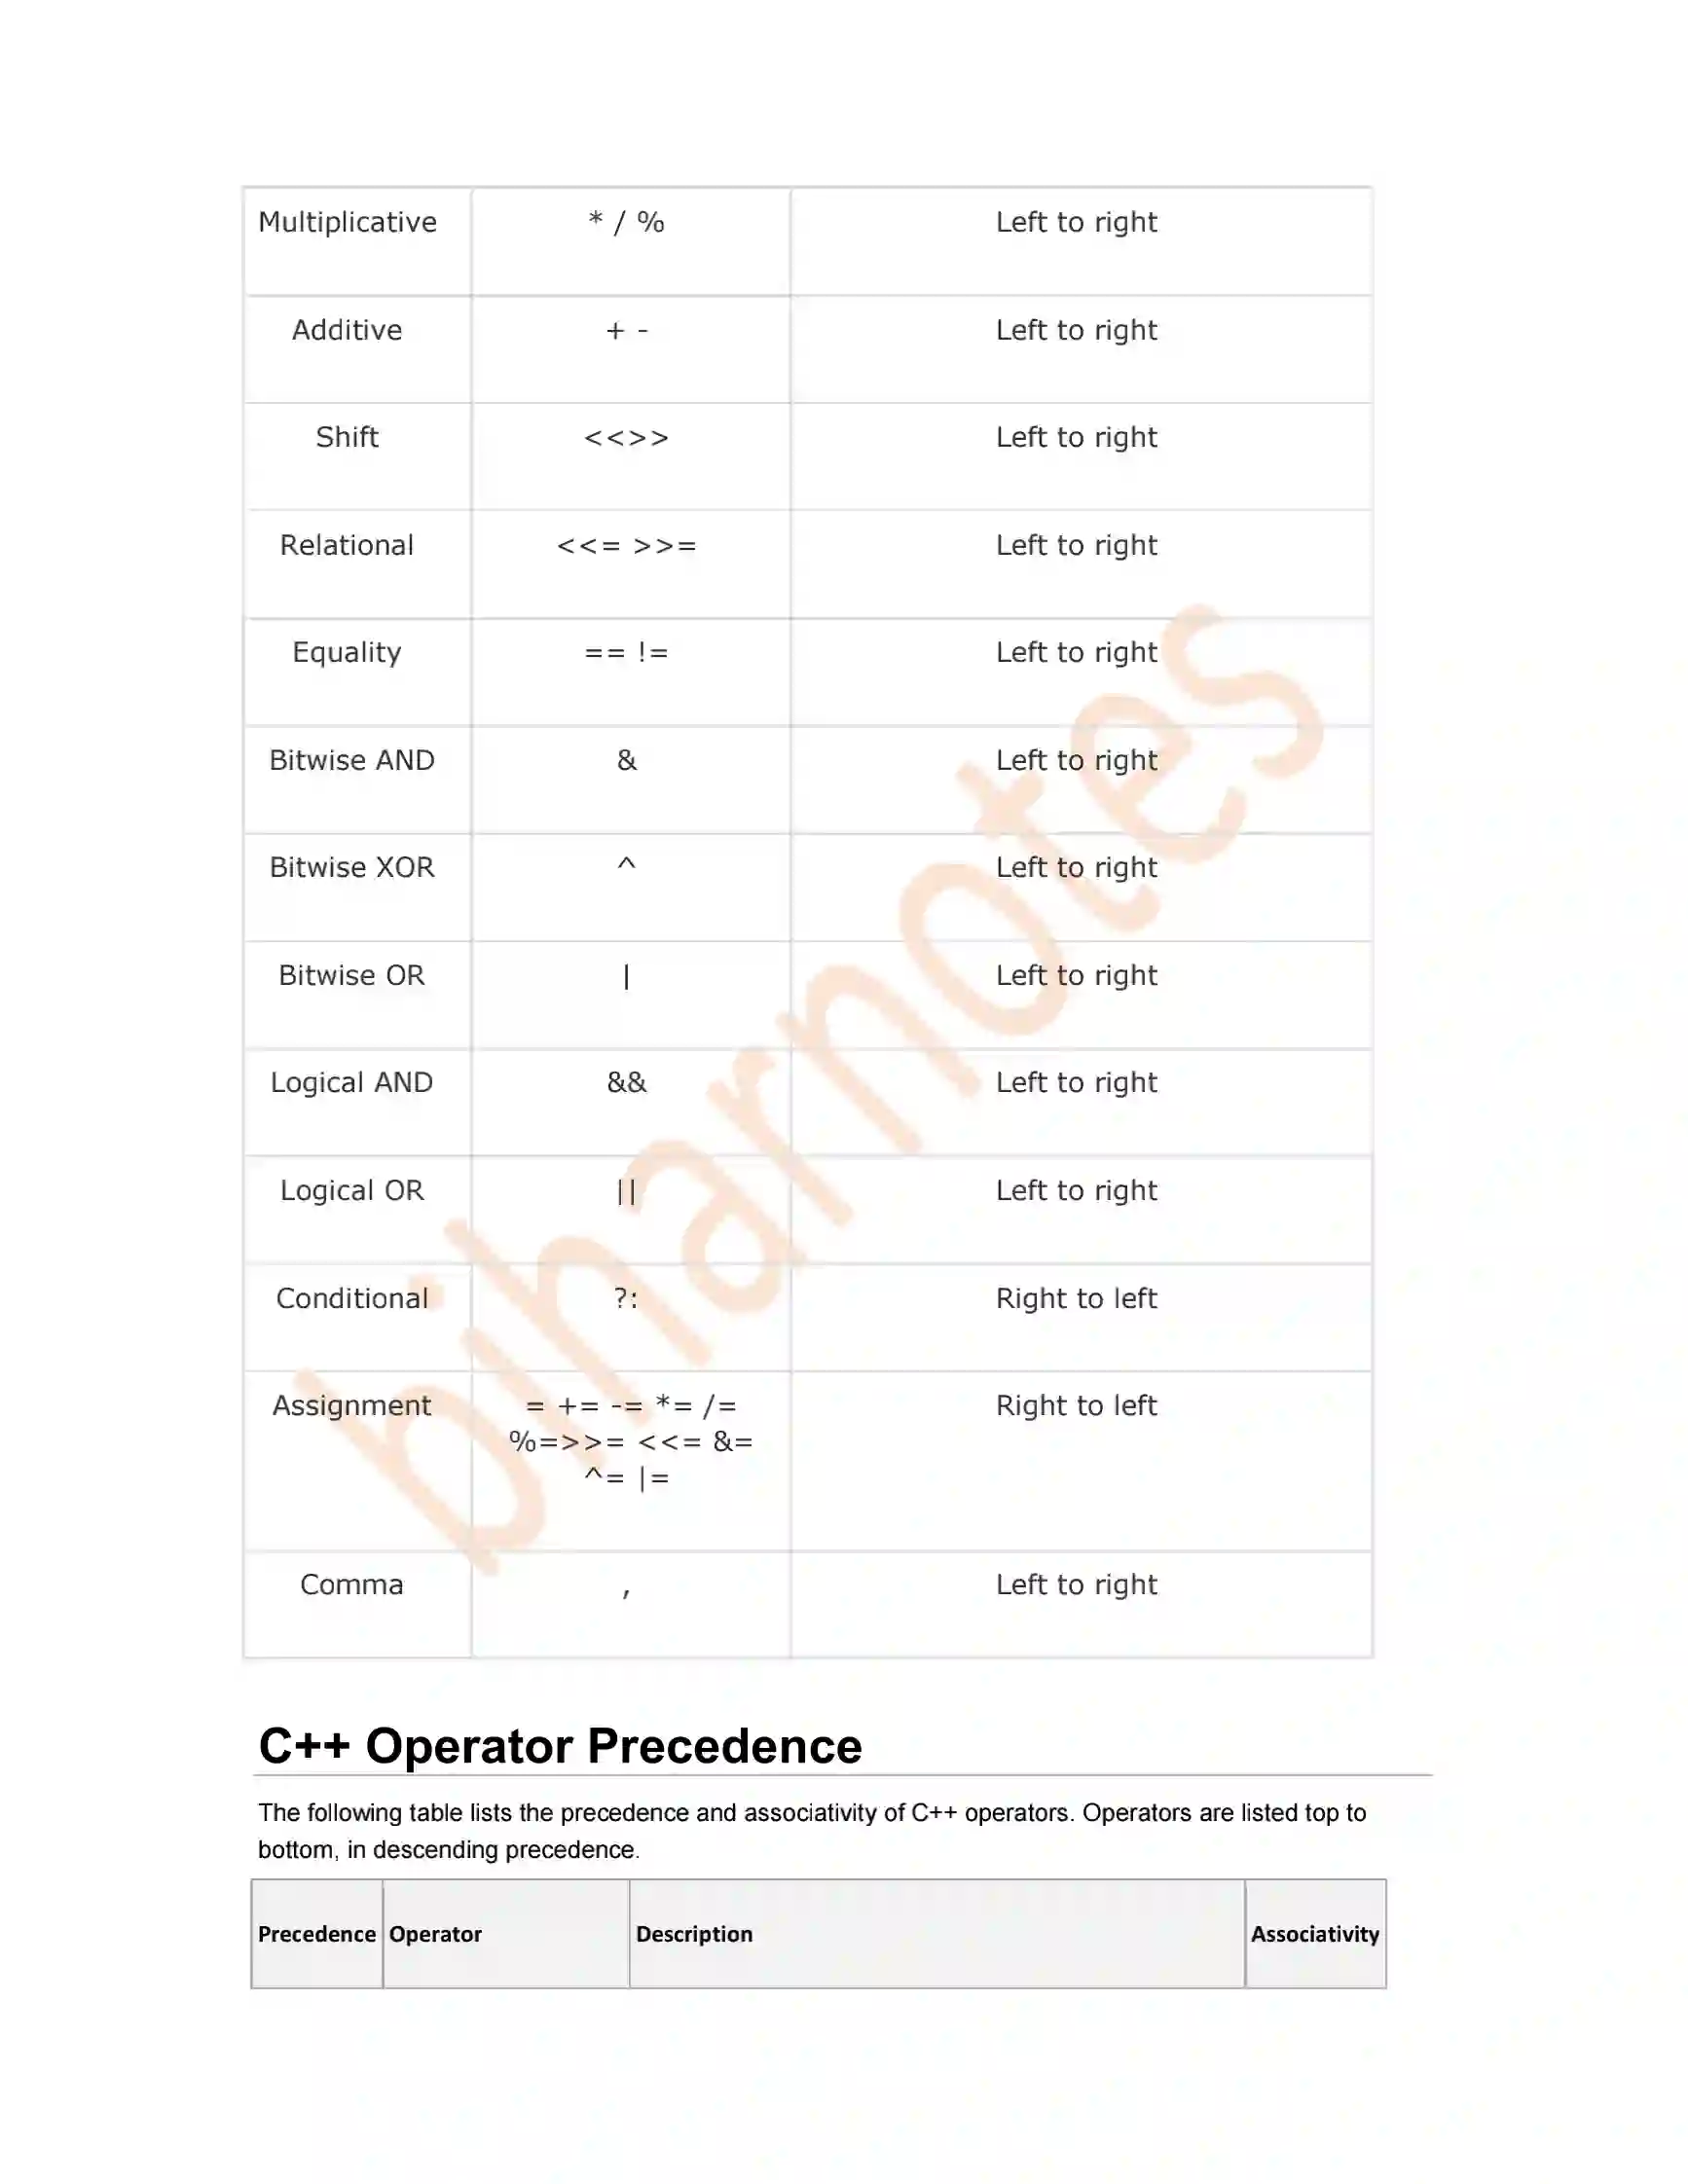 Multiplicative * / % Left to right
Additive + - Left to right
Shift <<>> Left to right
Relational <<= >>= Left to right
Equality == != Left to right
Bitwise AND & Left to right
Bitwise XOR ^ Left to right
Bitwise OR | Left to right
Logical AND && Left to right
Logical OR || Left to right
Conditional ?: Right to left
Assignment = += -= *= /= Right to left
%=>>= <<= &=
^= |=
Comma , Left to right
biharnotes
C++ Operator Precedence
The following table lists the precedence and associativity of C++ operators. Operators are listed top to
bottom, in descending precedence.
Precedence Operator Description Associativity